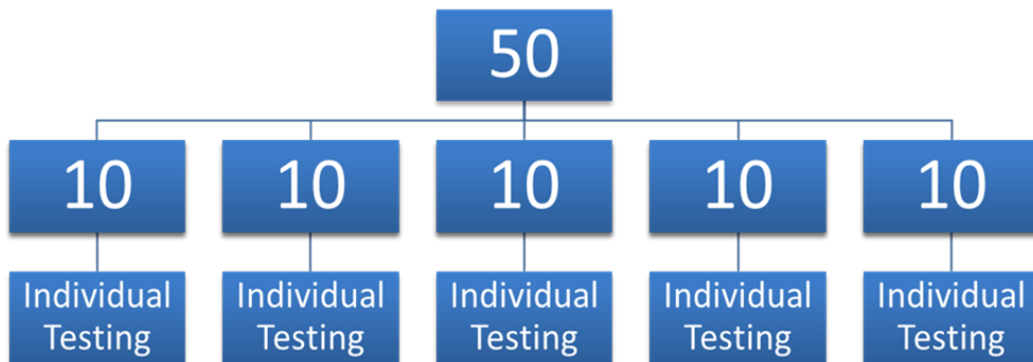 50
10 10 10 10 10
Individual Individual Individual Individual Individual
Testing Testing Testing Testing Testing